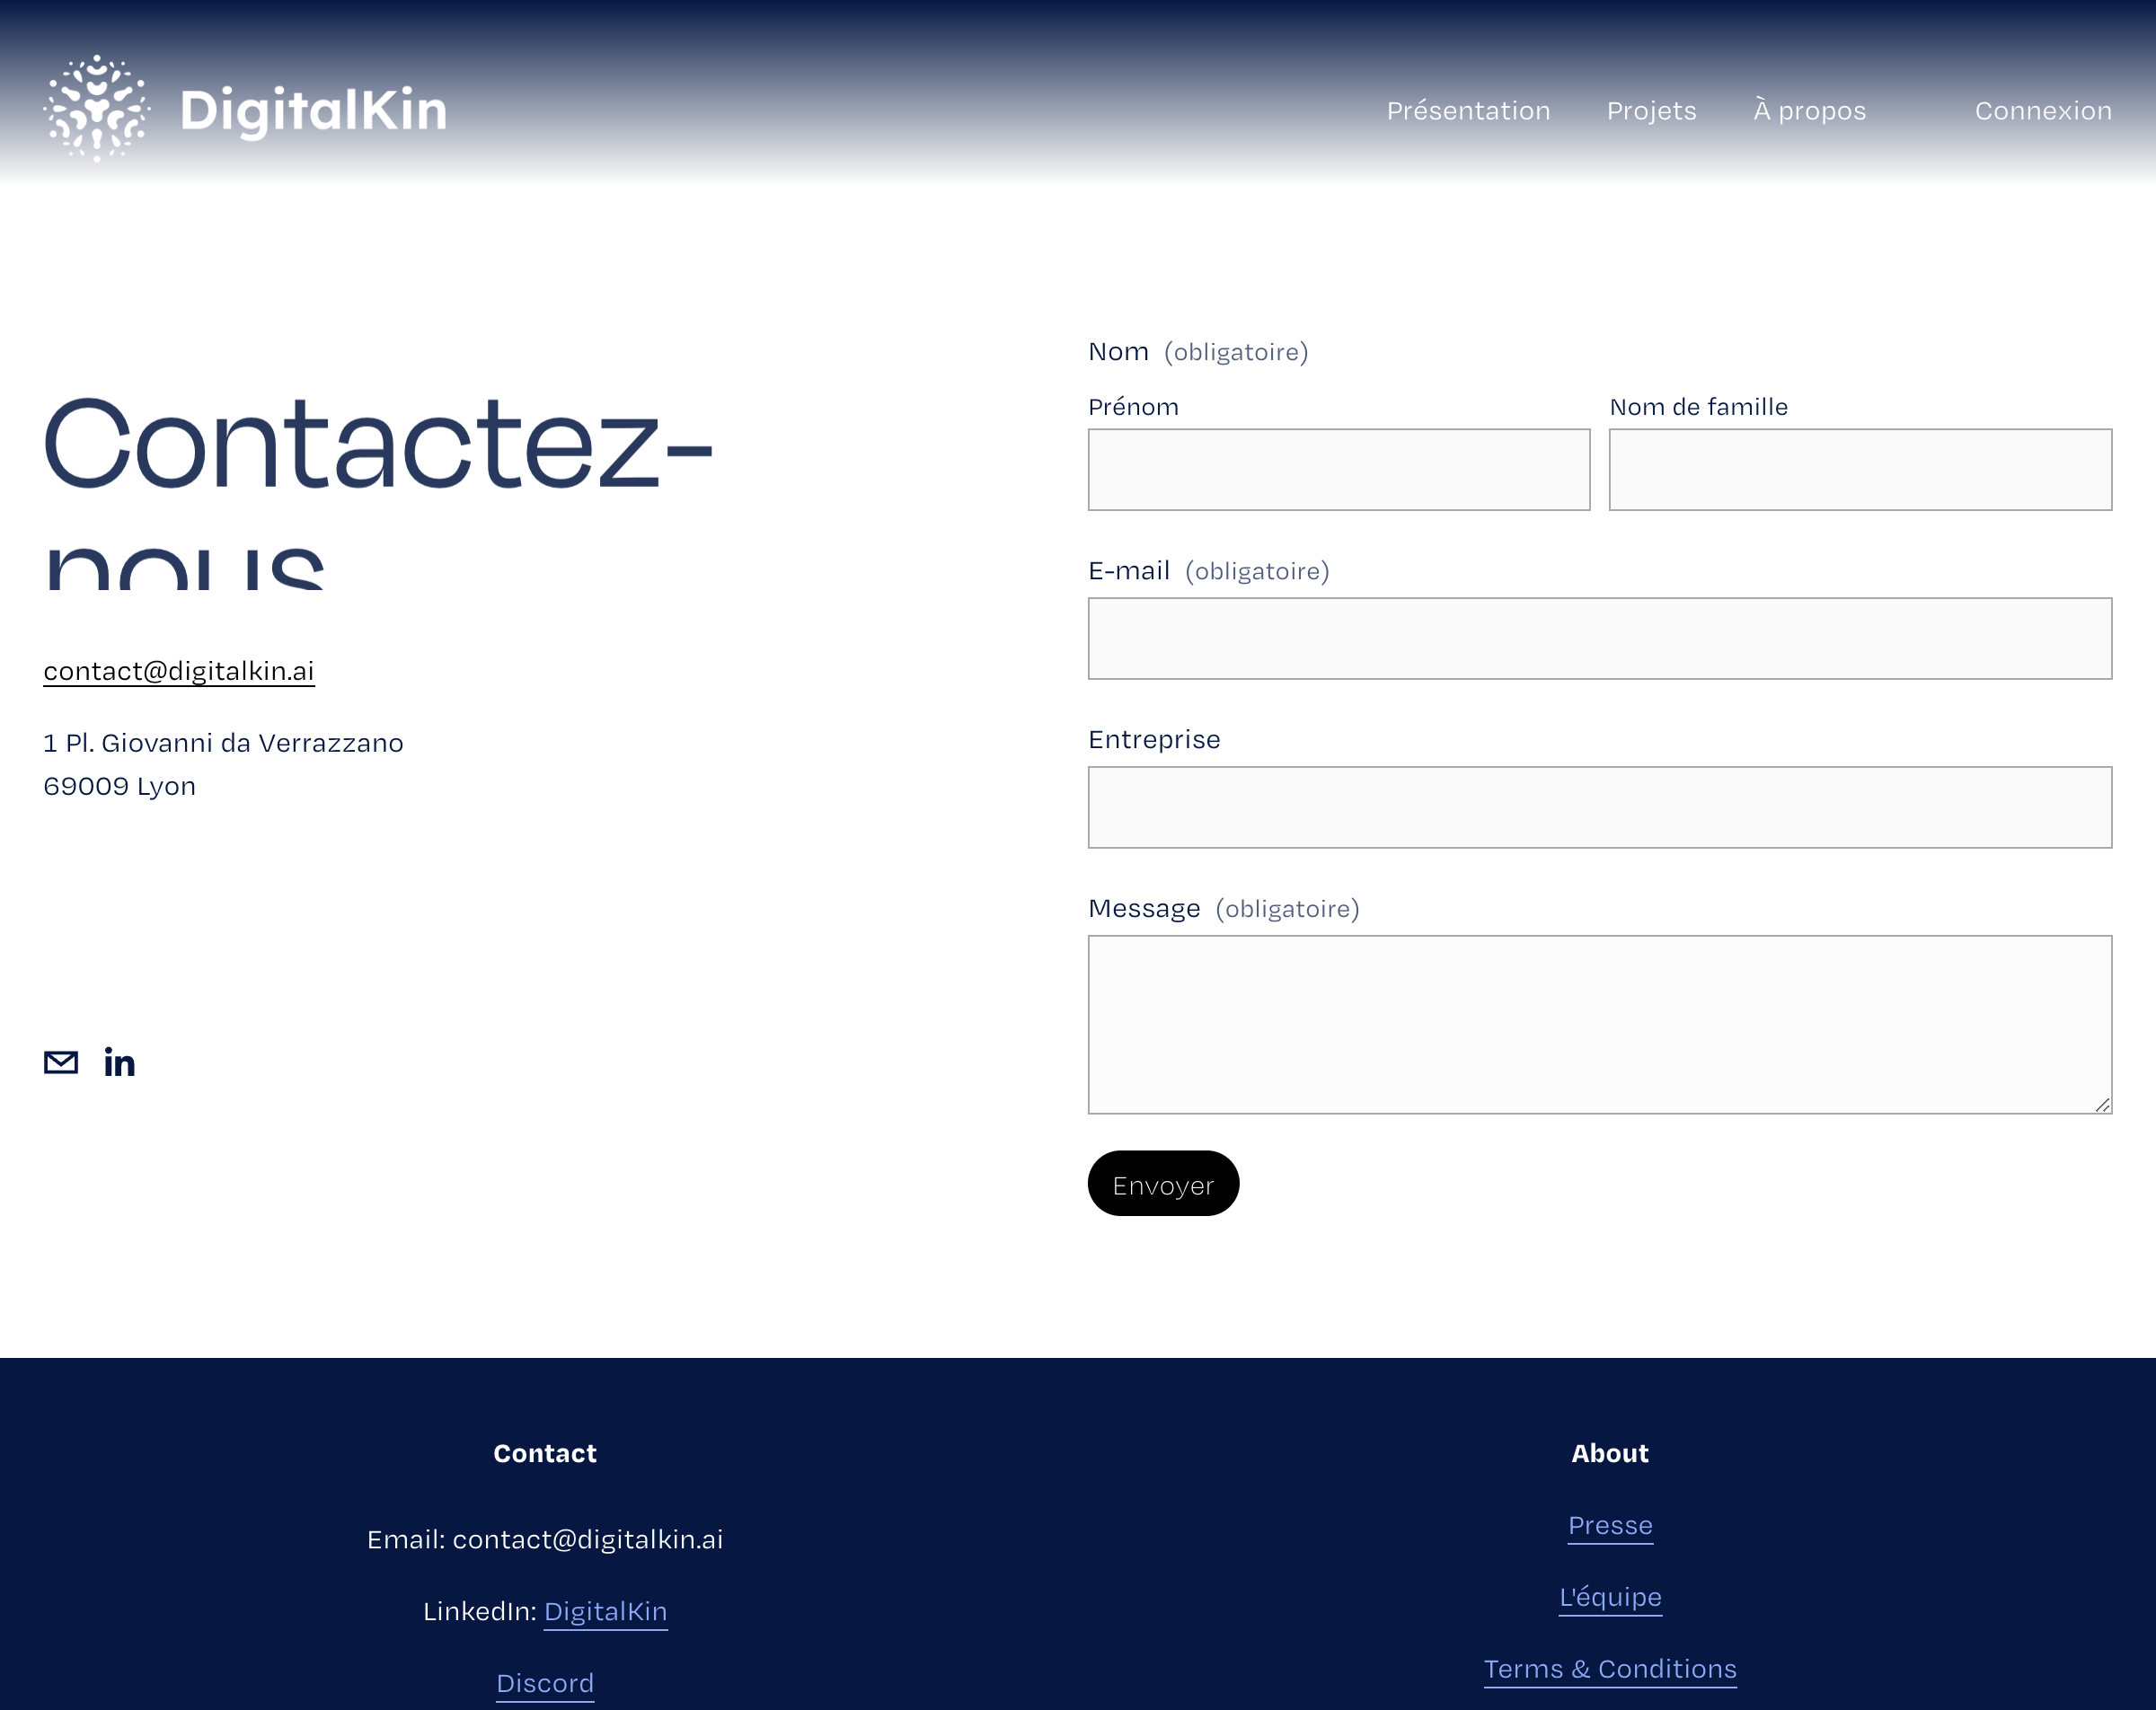 DigitalKin
Présentation
Projets
À propos
Connexion
Contactez-
nous
contact@digitalkin.ai
1 Pl. Giovanni da Verrazzano
69009 Lyon
Nom (obligatoire)
Prénom
Nom de famille
E-mail (obligatoire)
Entreprise
Message (obligatoire)
Envoyer
Contact
Email: contact@digitalkin.ai
LinkedIn: DigitalKin
Discord
About
Presse
L'équipe
Terms & Conditions